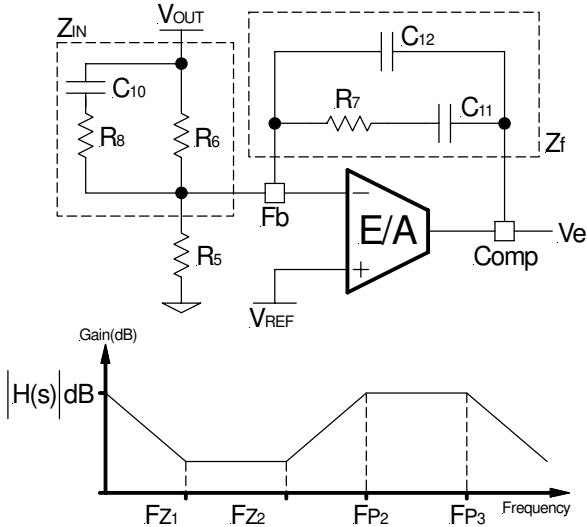 VOUT
ZIN
C12
C10
R7
C11
R8
R6
Zf
Fb
E/A
Ve
R5
Comp
VREF
Gain(dB)
|H(s)|dB
FZ1
FZ2
FP2
FP3
Frequency